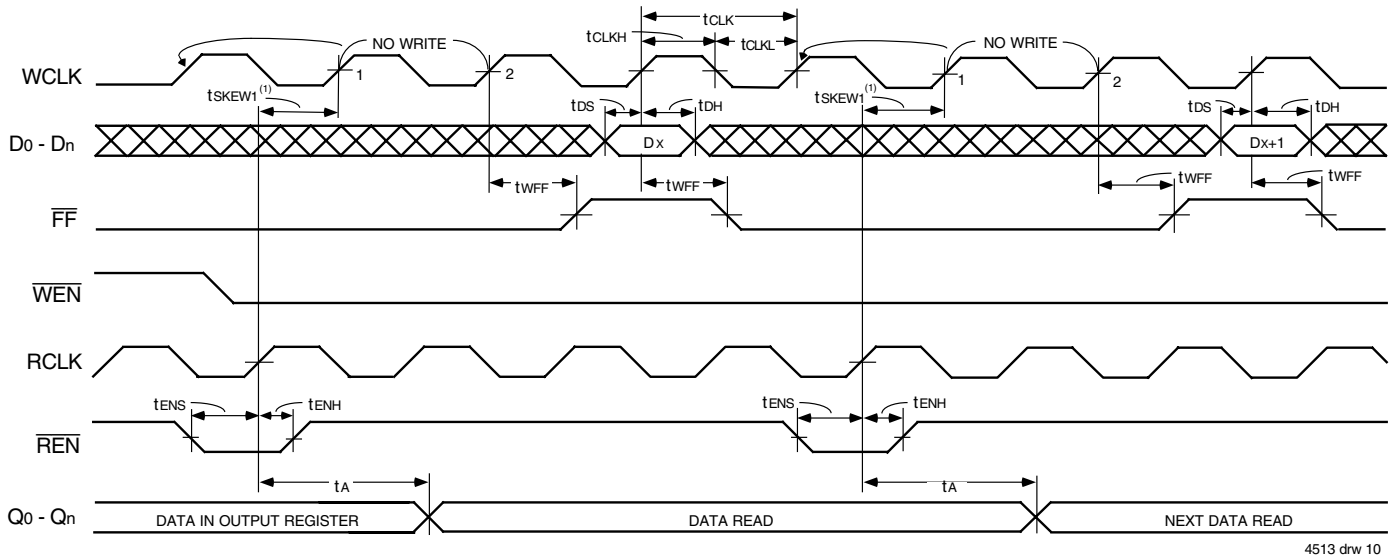 tCLK
tCLKH
tCLKL
NO WRITE
NO WRITE
WCLK
1
2
1
2
tSKEW1(1)
tDS
tDH
tSKEW1(1)
tDS
tDH
D0 - Dn
Dx
Dx+1
tWFF
tWFF
tWFF
tWFF
FF
WEN
RCLK
tENS
tENH
tENS
tENH
REN
tA
tA
Q0 - Qn
DATA IN OUTPUT REGISTER
DATA READ
NEXT DATA READ
4513 drw 10